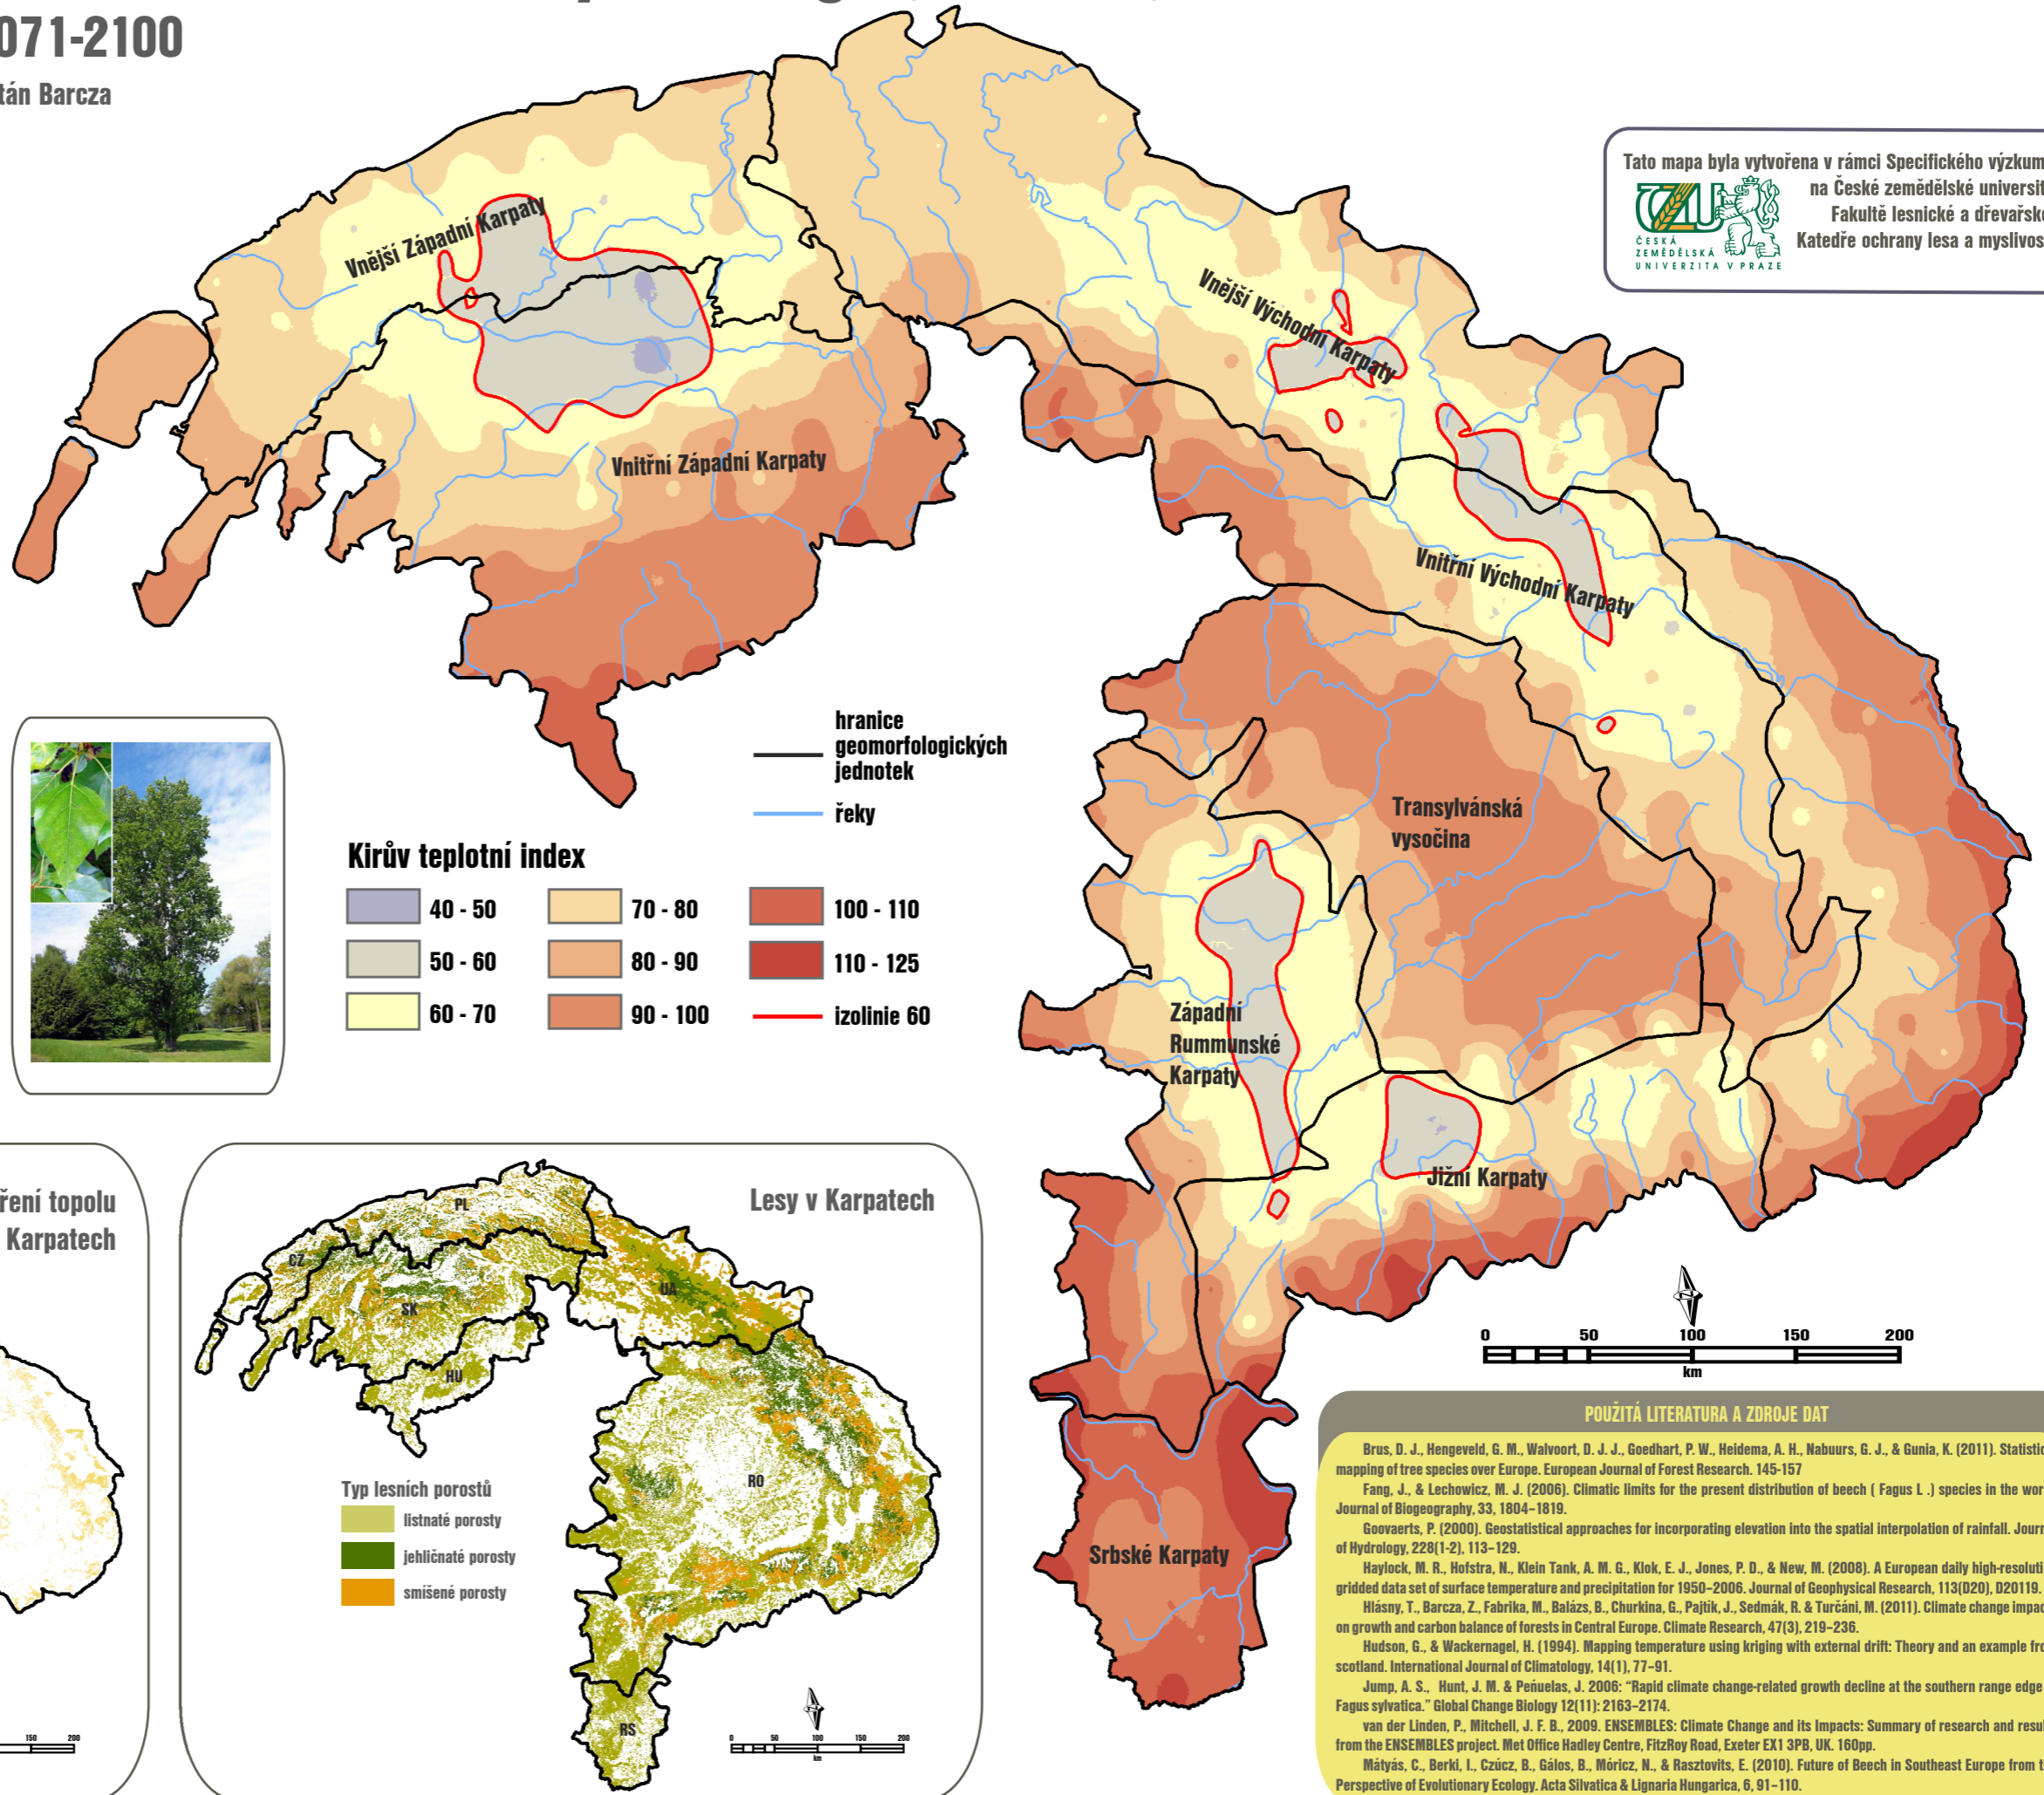 071-2100
tán Barcza
Tato mapa byla vytvořena v rámci Specifického výzkum
na České zemědělské universit
Fakultě lesnické a dřevařsk
Katedře ochrany lesa a myslivos
ČZU
ČESKÁ
ZEMĚDĚLSKÁ
UNIVERZITA V PRAZE
Vnější Západní Karpaty
Vnější Východní Karpaty
Vnitřní Západní Karpaty
Vnitřní Východní Karpaty
Transylvánská
vysočina
Západní
Rummunské
Karpaty
Jižní Karpaty
Srbské Karpaty
hranice
geomorfologických
jednotek
řeky
Kirův teplotní index
40 - 50
70 - 80
100 - 110
50 - 60
80 - 90
110 - 125
60 - 70
90 - 100
izolinie 60
ření topolu
Karpatech
150 200
Lesy v Karpatech
PL
CZ
SK
UA
HU
RO
RS
Typ lesních porostů
listnaté porosty
jehličnaté porosty
smíšené porosty
0 50 100 150 200
km
0 50 100 150 200
km
POUŽITÁ LITERATURA A ZDROJE DAT
Brus, D. J., Hengeveld, G. M., Walvoort, D. J. J., Goedhart, P. W., Heidema, A. H., Nabuurs, G. J., & Gunia, K. (2011). Statistic
mapping of tree species over Europe. European Journal of Forest Research. 145-157
Fang, J., & Lechowicz, M. J. (2006). Climatic limits for the present distribution of beech ( Fagus L .) species in the wor
Journal of Biogeography, 33, 1804–1819.
Goovaerts, P. (2000). Geostatistical approaches for incorporating elevation into the spatial interpolation of rainfall. Journ
of Hydrology, 228(1-2), 113–129.
Haylock, M. R., Hofstra, N., Klein Tank, A. M. G., Klok, E. J., Jones, P. D., & New, M. (2008). A European daily high-resoluti
gridded data set of surface temperature and precipitation for 1950–2006. Journal of Geophysical Research, 113(D20), D20119.
Hlásny, T., Barcza, Z., Fabrika, M., Balázs, B., Churkina, G., Pajtík, J., Sedmák, R. & Turčáni, M. (2011). Climate change impac
on growth and carbon balance of forests in Central Europe. Climate Research, 47(3), 219–236.
Hudson, G., & Wackernagel, H. (1994). Mapping temperature using kriging with external drift: Theory and an example fro
scotland. International Journal of Climatology, 14(1), 77–91.
Jump, A. S., Hunt, J. M. & Peñuelas, J. 2006: “Rapid climate change-related growth decline at the southern range edge
Fagus sylvatica.” Global Change Biology 12(11): 2163–2174.
van der Linden, P., Mitchell, J. F. B., 2009. ENSEMBLES: Climate Change and its Impacts: Summary of research and resul
from the ENSEMBLES project. Met Office Hadley Centre, FitzRoy Road, Exeter EX1 3PB, UK. 160pp.
Mátyás, C., Berki, I., Czúcz, B., Gálos, B., Móricz, N., & Rasztovits, E. (2010). Future of Beech in Southeast Europe from t
Perspective of Evolutionary Ecology. Acta Silvatica & Lignaria Hungarica, 6, 91–110.